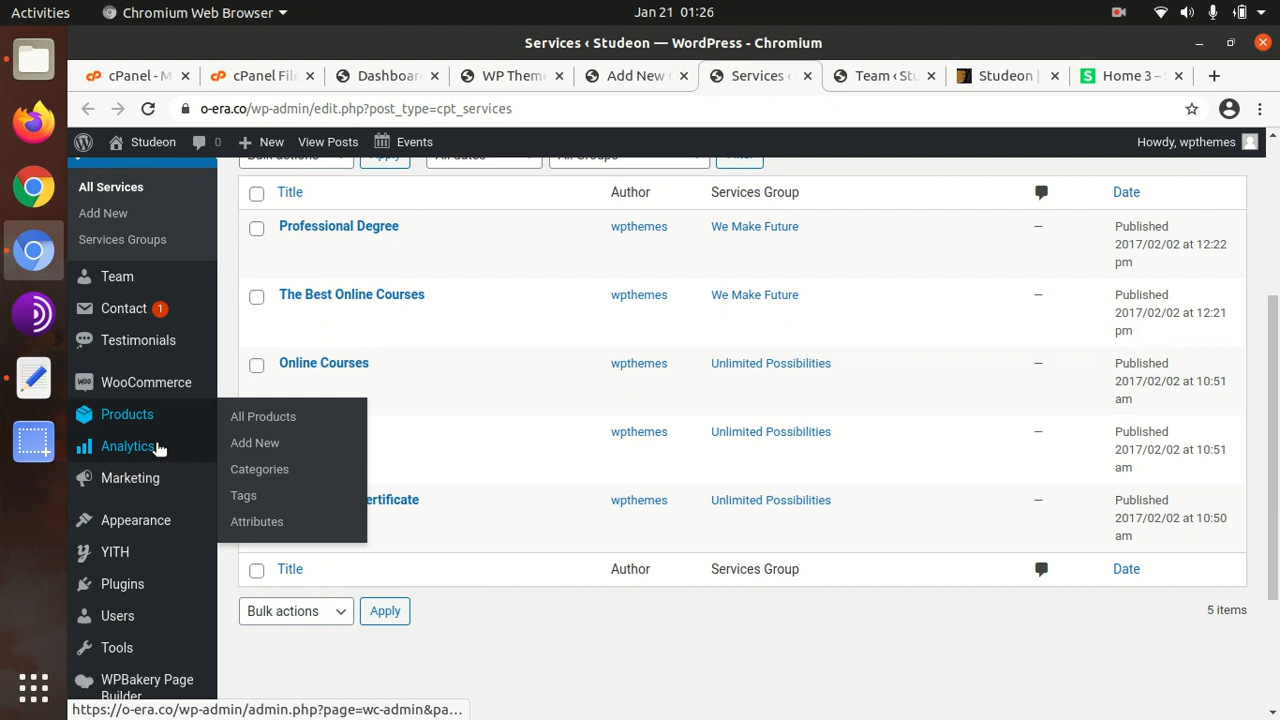 Activities
Chromium Web Browser
Jan 21 01:26
Services ‹ Studeon — WordPress - Chromium
cPanel - M
cPanel File
Dashboar
WP Theme
Add New
Services ‹
Team ‹ Stu
Studeon |
Home 3 –
o-era.co/wp-admin/edit.php?post_type=cpt_services
Studeon
0
New
View Posts
Events
Howdy, wpthemes
All Services
Add New
Services Groups
Team
Contact 1
Testimonials
WooCommerce
Products
Analytics
Marketing
Appearance
YITH
Plugins
Users
Tools
WPBakery Page
Builder
All Products
Add New
Categories
Tags
Attributes
Bulk actions
Apply
All dates
All Groups
Filter
Title
Author
Services Group
Date
Professional Degree
wpthemes
We Make Future
—
Published
2017/02/02 at 12:22
pm
The Best Online Courses
wpthemes
We Make Future
—
Published
2017/02/02 at 12:21
pm
Online Courses
wpthemes
Unlimited Possibilities
—
Published
2017/02/02 at 10:51
am
wpthemes
Unlimited Possibilities
—
Published
2017/02/02 at 10:51
am
ertificate
wpthemes
Unlimited Possibilities
—
Published
2017/02/02 at 10:50
am
Title
Author
Services Group
Date
Bulk actions
Apply
5 items
https://o-era.co/wp-admin/admin.php?page=wc-admin&pa...